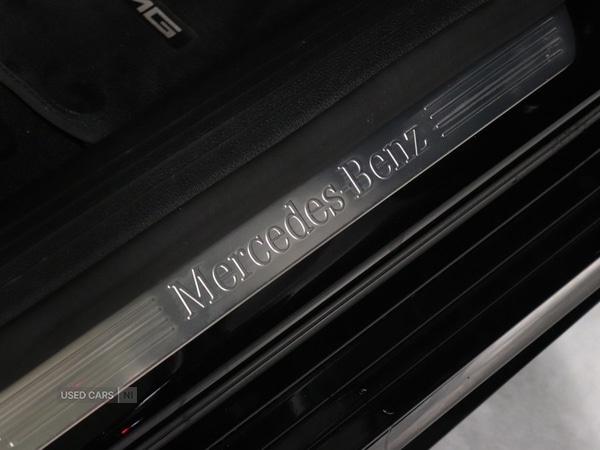 MG
Mercedes-Benz
USED CARS NI